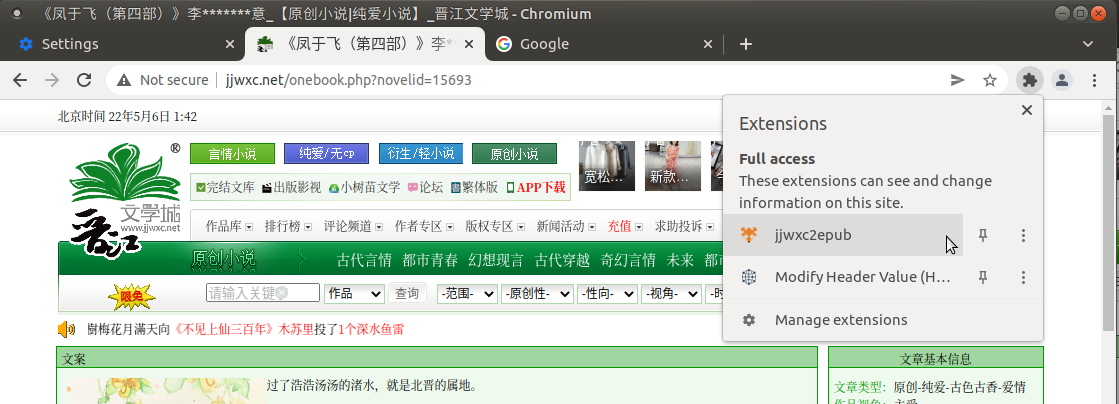 《凤于飞（第四部）》李*******意_【原创小说|纯爱小说】_晋江文学城 - Chromium
Settings
《凤于飞（第四部）》李*
Google
Not secure
jjwxc.net/onebook.php?novelid=15693
北京时间 22年5月6日 1:42
Extensions
Full access
These extensions can see and change
information on this site.
jjwxc2epub
Modify Header Value (H...
Manage extensions
晋江
文学城
www.jjwxc.net
®
言情小说 纯爱/无cp 衍生/轻小说 原创小说
宽松... 新款...
完结文库 出版影视 小树苗文学 论坛 繁体版 APP下载
作品库 排行榜 评论频道 作者专区 版权专区 新闻活动 充值 求助投诉
原创小说
古代言情 都市青春 幻想现言 古代穿越 奇幻言情 未来 都市
限免
请输入关键
作品
查询
-范围- -原创性- -性向- -视角-
樹梅花月滿天向《不见上仙三百年》木苏里投了1个深水鱼雷
文案
过了浩浩汤汤的渚水，就是北晋的属地。
文章基本信息
文章类型：原创-纯爱-古色古香-爱情
作品视角：主受